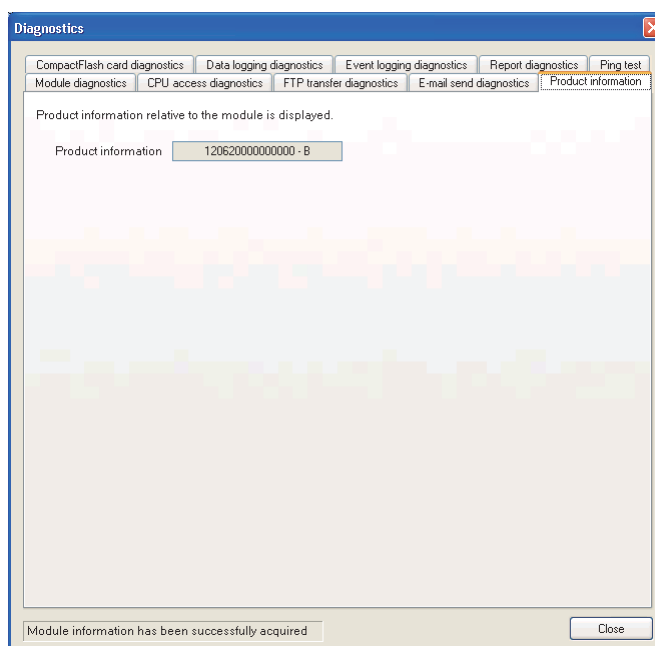 Diagnostics
CompactFlash card diagnostics Data logging diagnostics Event logging diagnostics Report diagnostics Ping test
Module diagnostics CPU access diagnostics FTP transfer diagnostics E-mail send diagnostics Product information
Product information relative to the module is displayed.
Product information 120620000000000 - B
Module information has been successfully acquired Close